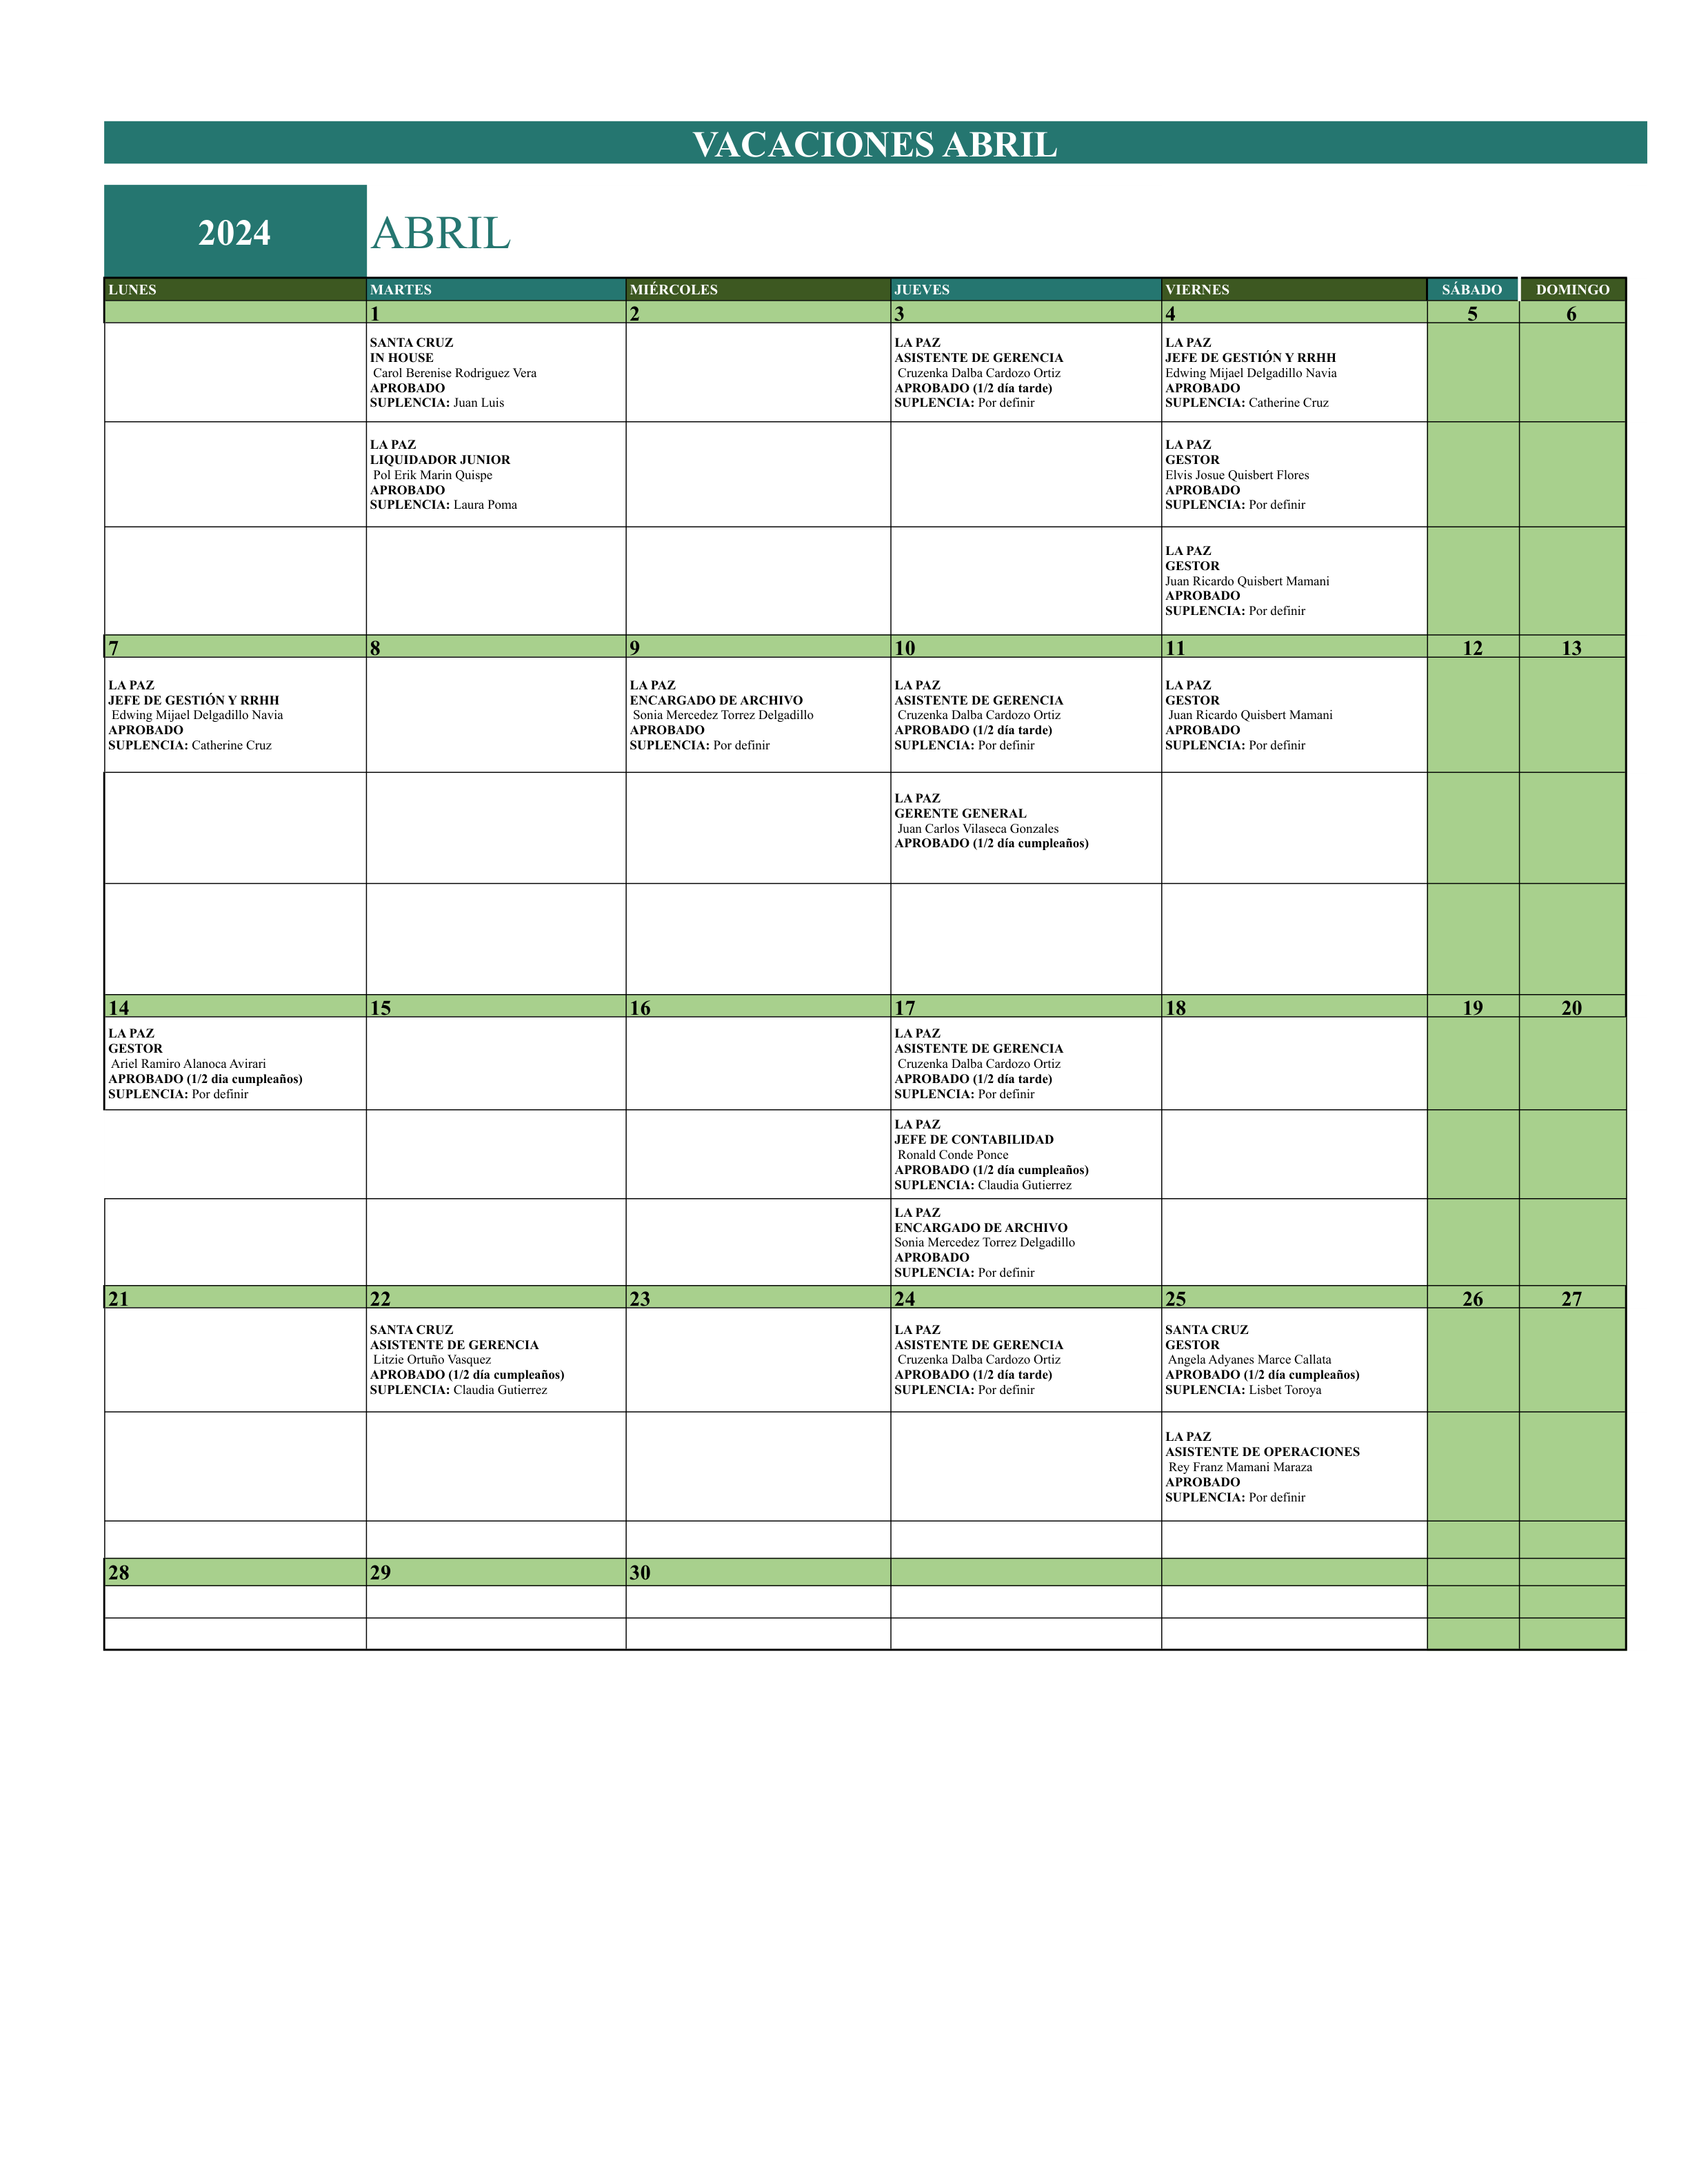 VACACIONES ABRIL
2024
ABRIL
LUNES
MARTES
MIÉRCOLES
JUEVES
VIERNES
SÁBADO
DOMINGO
1
2
3
4
5
6
SANTA CRUZ
IN HOUSE
Carol Berenise Rodriguez Vera
APROBADO
SUPLENCIA: Juan Luis
LA PAZ
ASISTENTE DE GERENCIA
Cruzenka Dalba Cardozo Ortiz
APROBADO (1/2 día tarde)
SUPLENCIA: Por definir
LA PAZ
JEFE DE GESTIÓN Y RRHH
Edwing Mijael Delgadillo Navia
APROBADO
SUPLENCIA: Catherine Cruz
LA PAZ
LIQUIDADOR JUNIOR
Pol Erik Marin Quispe
APROBADO
SUPLENCIA: Laura Poma
LA PAZ
GESTOR
Elvis Josue Quisbert Flores
APROBADO
SUPLENCIA: Por definir
LA PAZ
GESTOR
Juan Ricardo Quisbert Mamani
APROBADO
SUPLENCIA: Por definir
7
8
9
10
11
12
13
LA PAZ
JEFE DE GESTIÓN Y RRHH
Edwing Mijael Delgadillo Navia
APROBADO
SUPLENCIA: Catherine Cruz
LA PAZ
ENCARGADO DE ARCHIVO
Sonia Mercedez Torrez Delgadillo
APROBADO
SUPLENCIA: Por definir
LA PAZ
ASISTENTE DE GERENCIA
Cruzenka Dalba Cardozo Ortiz
APROBADO (1/2 día tarde)
SUPLENCIA: Por definir
LA PAZ
GESTOR
Juan Ricardo Quisbert Mamani
APROBADO
SUPLENCIA: Por definir
LA PAZ
GERENTE GENERAL
Juan Carlos Vilaseca Gonzales
APROBADO (1/2 día cumpleaños)
14
15
16
17
18
19
20
LA PAZ
GESTOR
Ariel Ramiro Alanoca Avirari
APROBADO (1/2 dia cumpleaños)
SUPLENCIA: Por definir
LA PAZ
ASISTENTE DE GERENCIA
Cruzenka Dalba Cardozo Ortiz
APROBADO (1/2 día tarde)
SUPLENCIA: Por definir
LA PAZ
JEFE DE CONTABILIDAD
Ronald Conde Ponce
APROBADO (1/2 día cumpleaños)
SUPLENCIA: Claudia Gutierrez
LA PAZ
ENCARGADO DE ARCHIVO
Sonia Mercedez Torrez Delgadillo
APROBADO
SUPLENCIA: Por definir
21
22
23
24
25
26
27
SANTA CRUZ
ASISTENTE DE GERENCIA
Litzie Ortuño Vasquez
APROBADO (1/2 día cumpleaños)
SUPLENCIA: Claudia Gutierrez
LA PAZ
ASISTENTE DE GERENCIA
Cruzenka Dalba Cardozo Ortiz
APROBADO (1/2 día tarde)
SUPLENCIA: Por definir
SANTA CRUZ
GESTOR
Angela Adyanes Marce Callata
APROBADO (1/2 día cumpleaños)
SUPLENCIA: Lisbet Toroya
LA PAZ
ASISTENTE DE OPERACIONES
Rey Franz Mamani Maraza
APROBADO
SUPLENCIA: Por definir
28
29
30